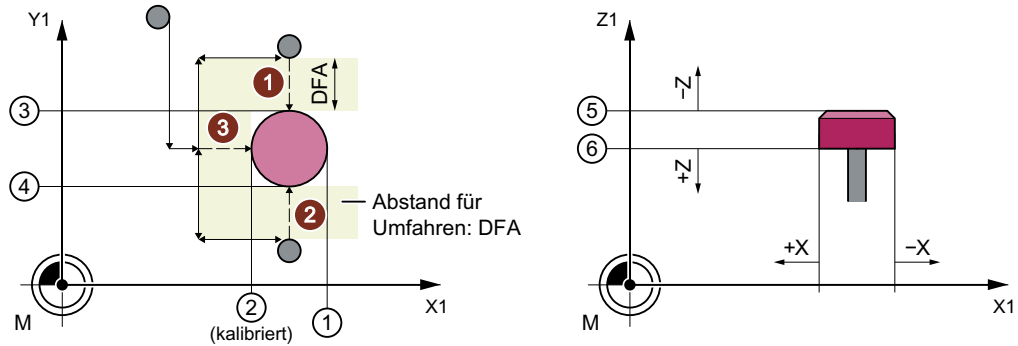 Y1
1
DFA
3
3
4
2
Abstand für
Umfahren: DFA
M
2
(kalibriert)
1
X1
Z1
−Z
5
6
+Z
+X
−X
M
X1